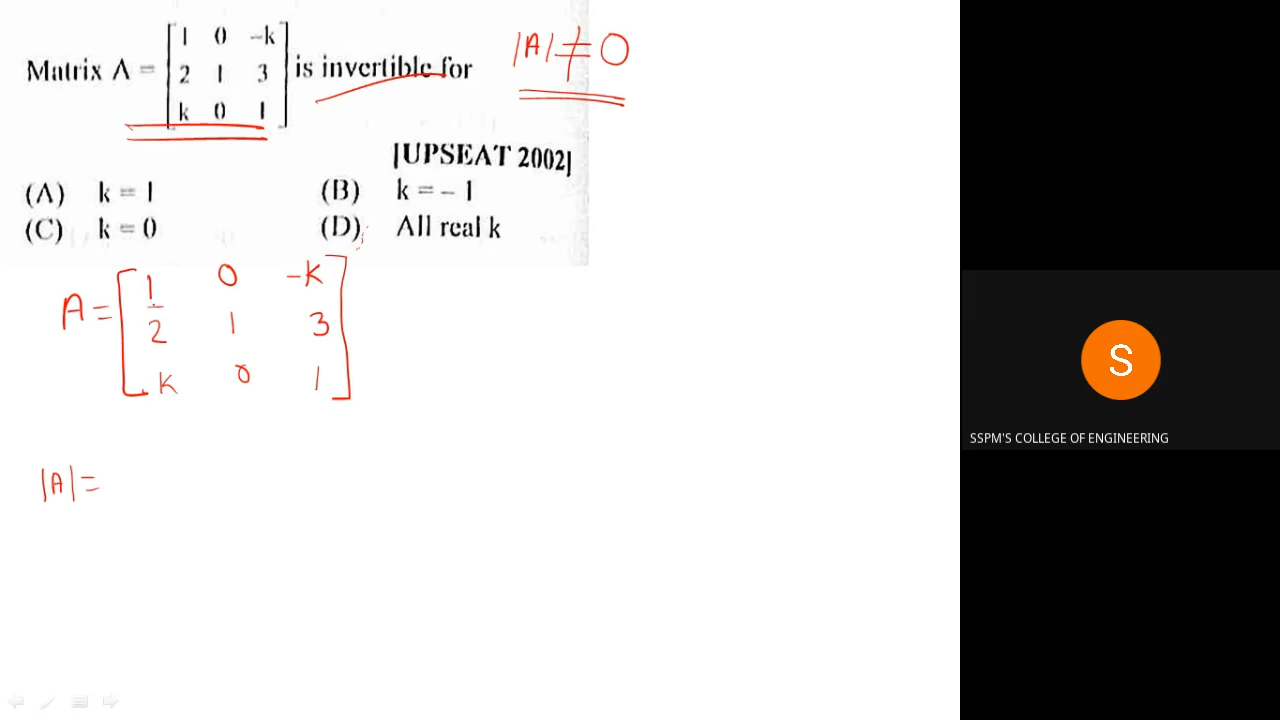 Matrix A = [1 0 -k
2 1 3
k 0 1] is invertible for
|A| ≠ 0
[UPSEAT 2002]
(A) k = 1 (B) k = – 1
(C) k = 0 (D) All real k
A = [1 0 -k
2 1 3
k 0 1]
|A| =
S
SSPM'S COLLEGE OF ENGINEERING